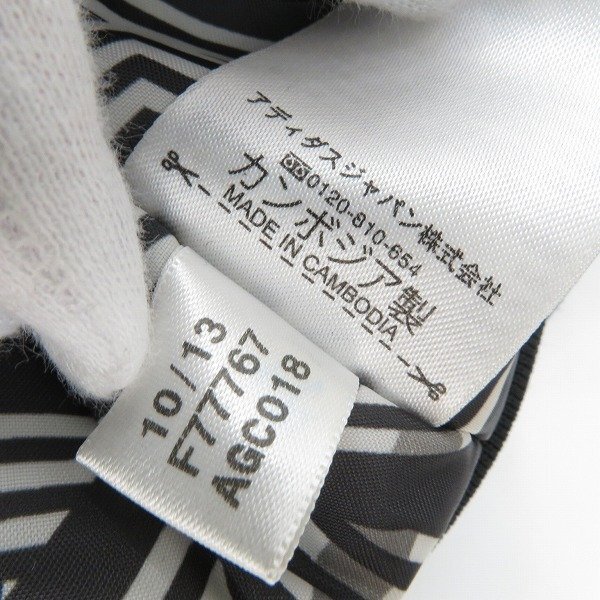 アディダスジャパン株式会社
0120-810-654
カンボジア製
MADE IN CAMBODIA
10/13
F77767
AGC018